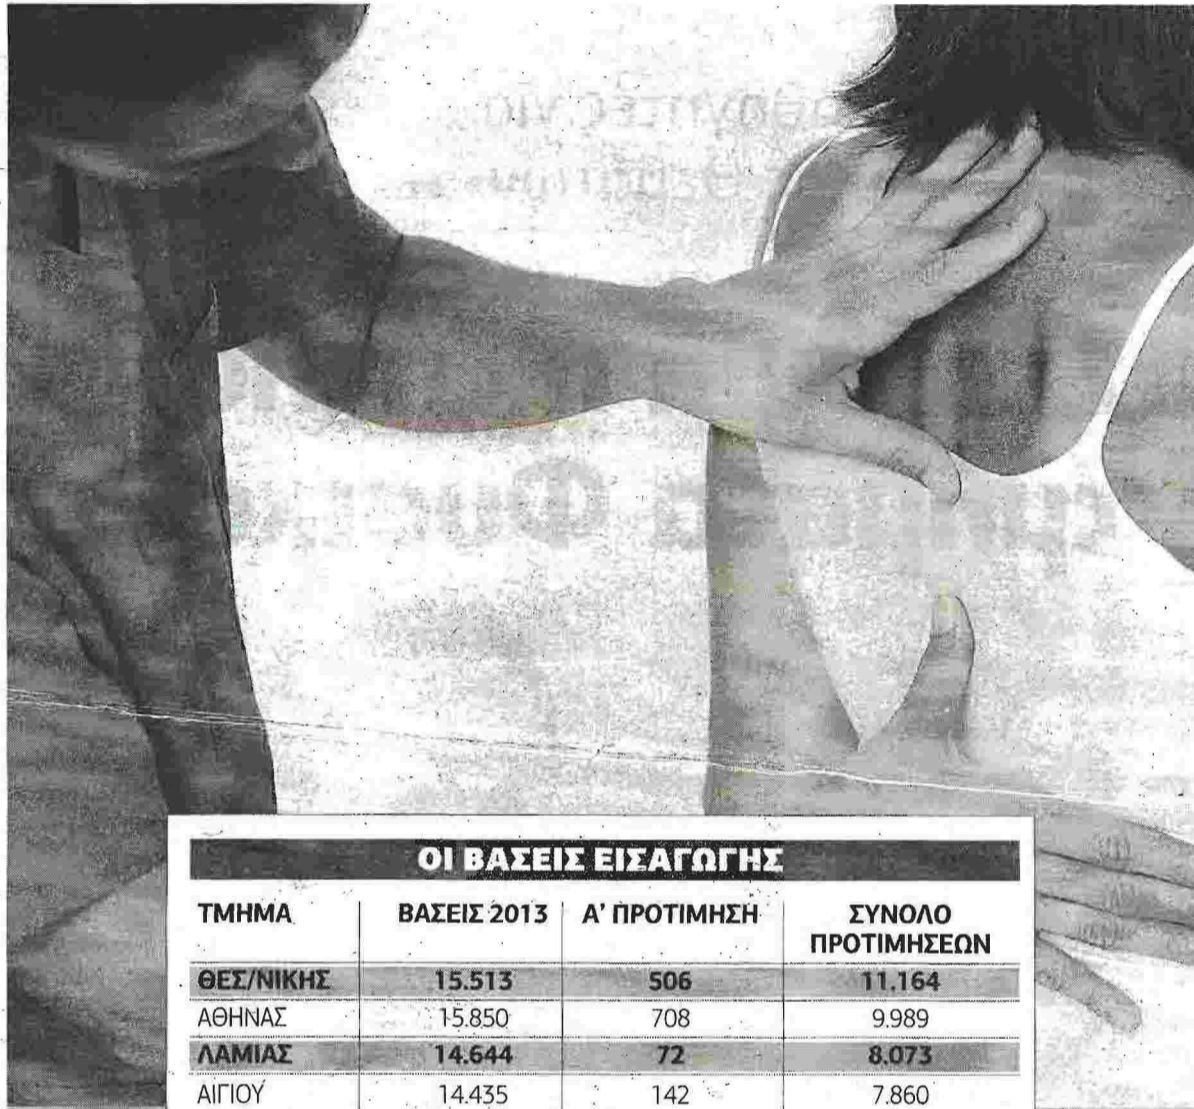 ΟΙ ΒΑΣΕΙΣ ΕΙΣΑΓΩΓΗΣ
ΤΜΗΜΑ ΒΑΣΕΙΣ 2013 Α' ΠΡΟΤΙΜΗΣΗ ΣΥΝΟΛΟ ΠΡΟΤΙΜΗΣΕΩΝ
ΘΕΣ/ΝΙΚΗΣ 15.513 506 11.164
ΑΘΗΝΑΣ 15.850 708 9.989
ΛΑΜΙΑΣ 14.644 72 8.073
ΑΙΓΙΟΥ 14.435 142 7.860